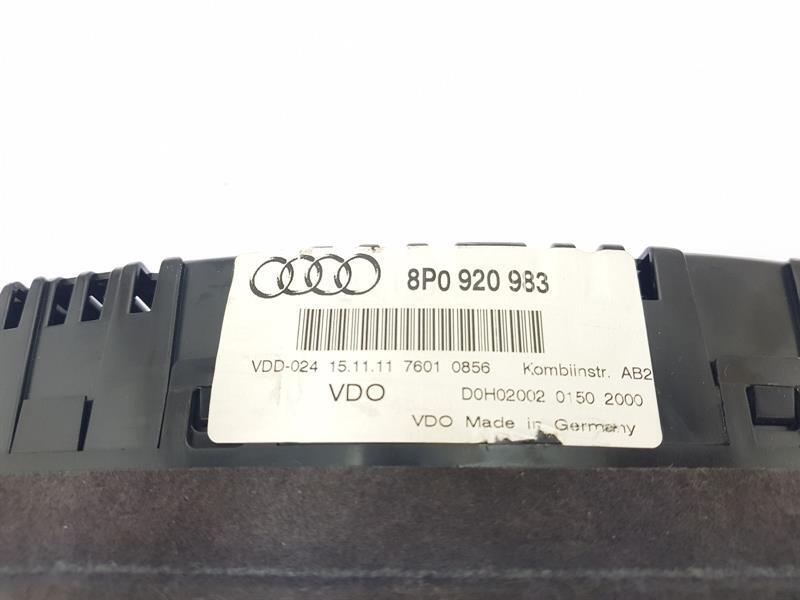 8P0 920 983
VDD-024 15.11.11 7601 0856 Kombiinstr. AB2
VDO D0H02002 0150 2000
VDO Made in Germany